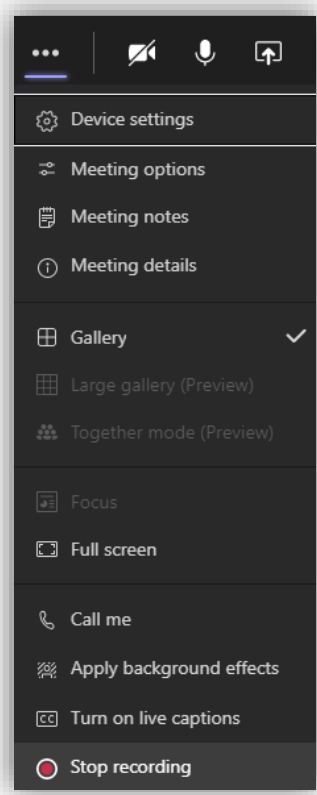 Device settings
Meeting options
Meeting notes
Meeting details
Gallery
Large gallery (Preview)
Together mode (Preview)
Focus
Full screen
Call me
Apply background effects
CC Turn on live captions
Stop recording